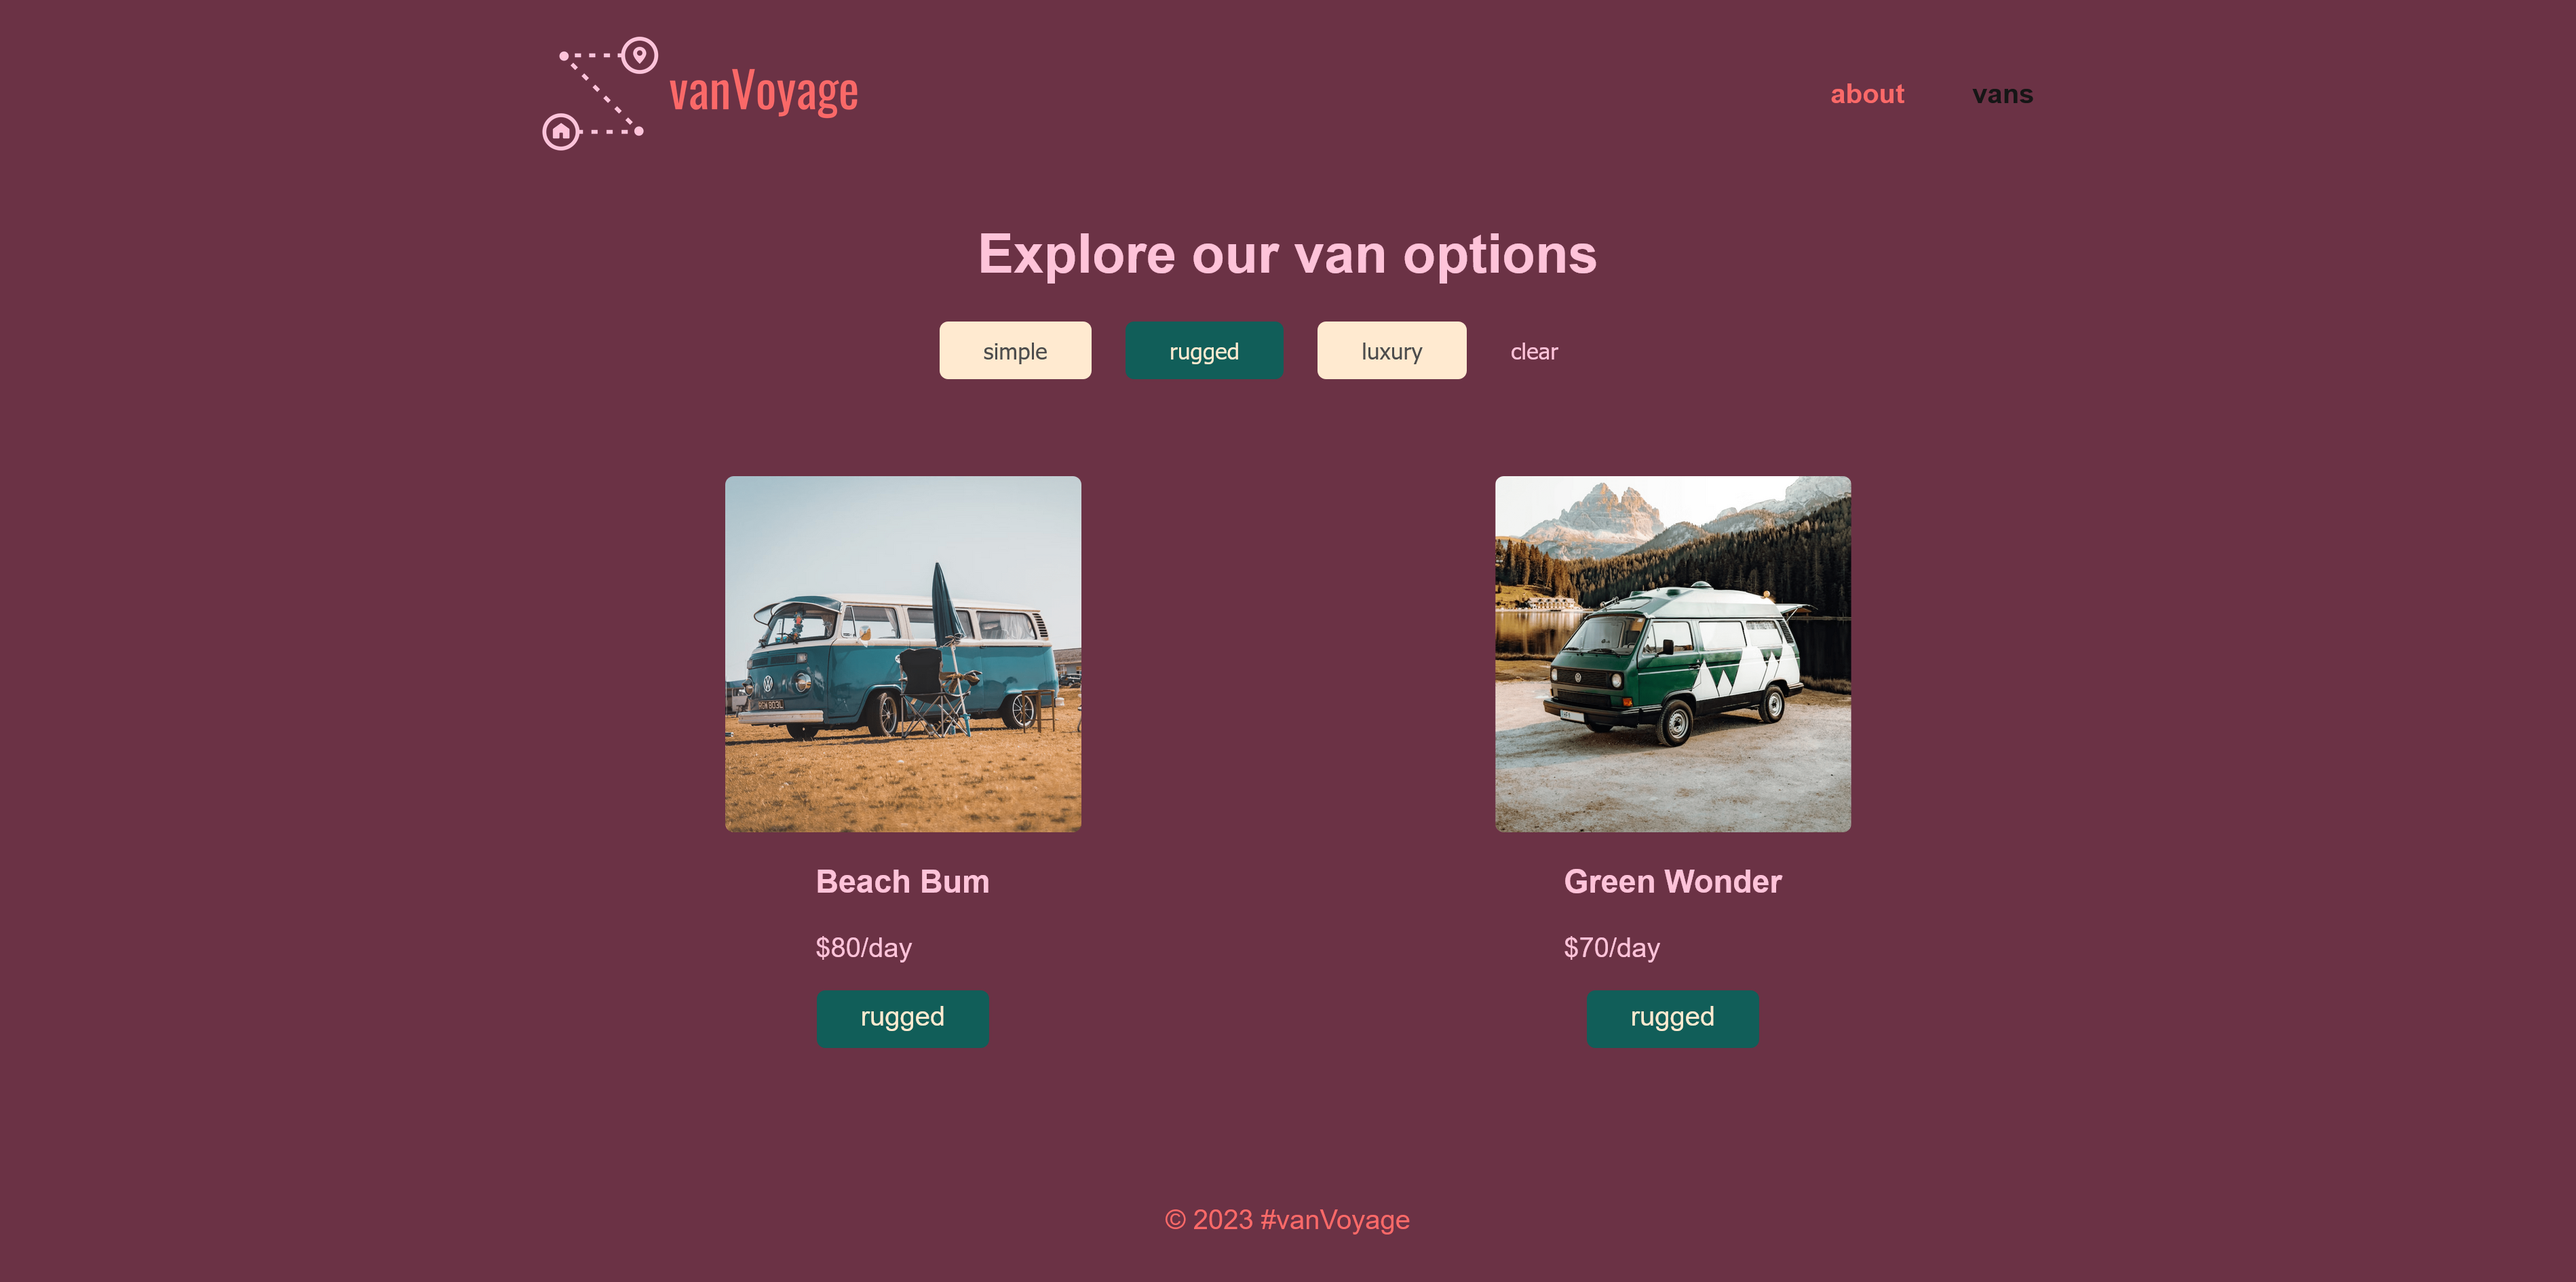 vanVoyage
about vans
Explore our van options
simple rugged luxury clear
Beach Bum
$80/day
rugged
Green Wonder
$70/day
rugged
© 2023 #vanVoyage